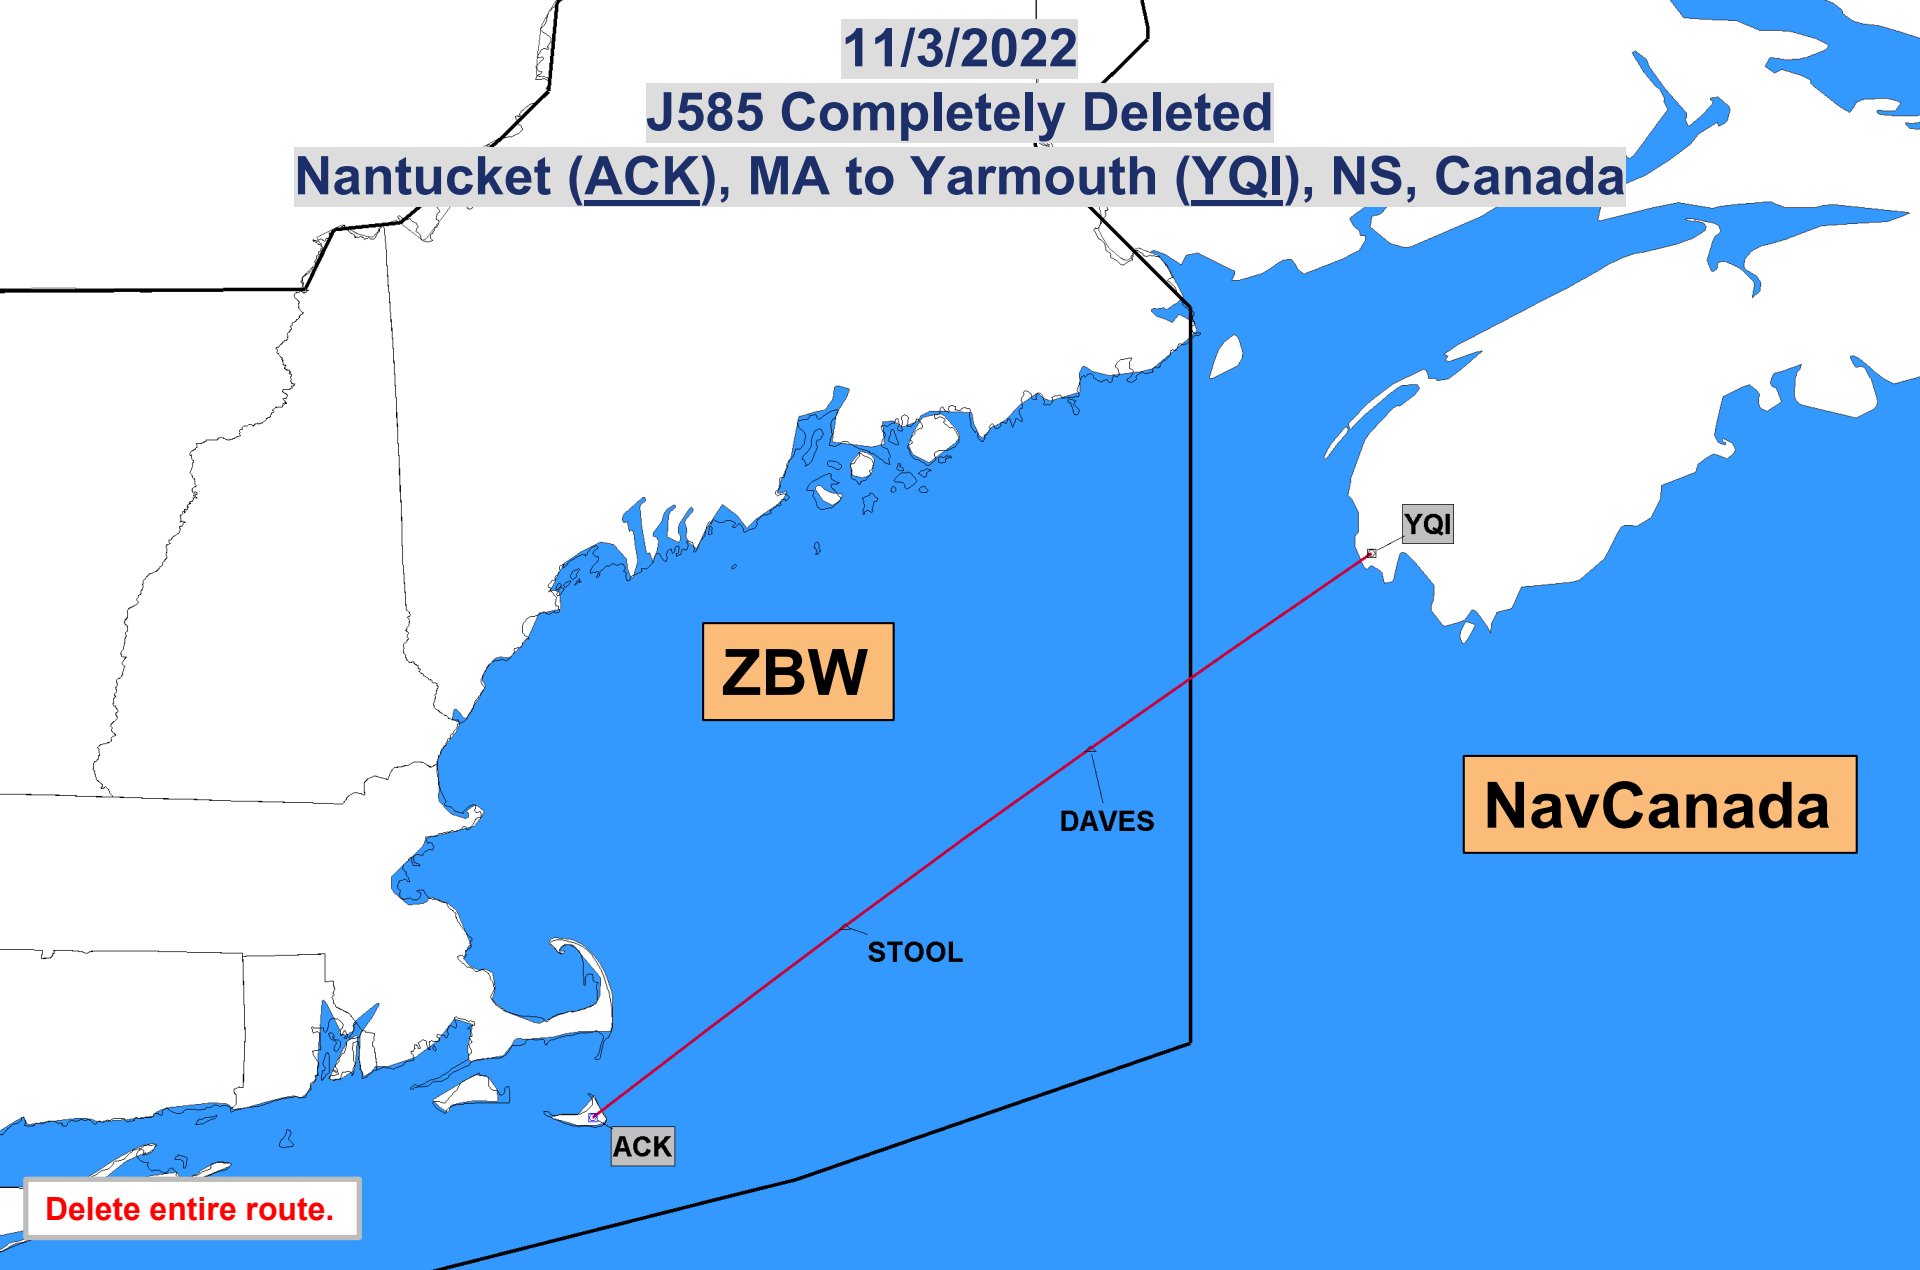 11/3/2022
J585 Completely Deleted
Nantucket (ACK), MA to Yarmouth (YQI), NS, Canada
YQI
ZBW
NavCanada
DAVES
STOOL
ACK
Delete entire route.